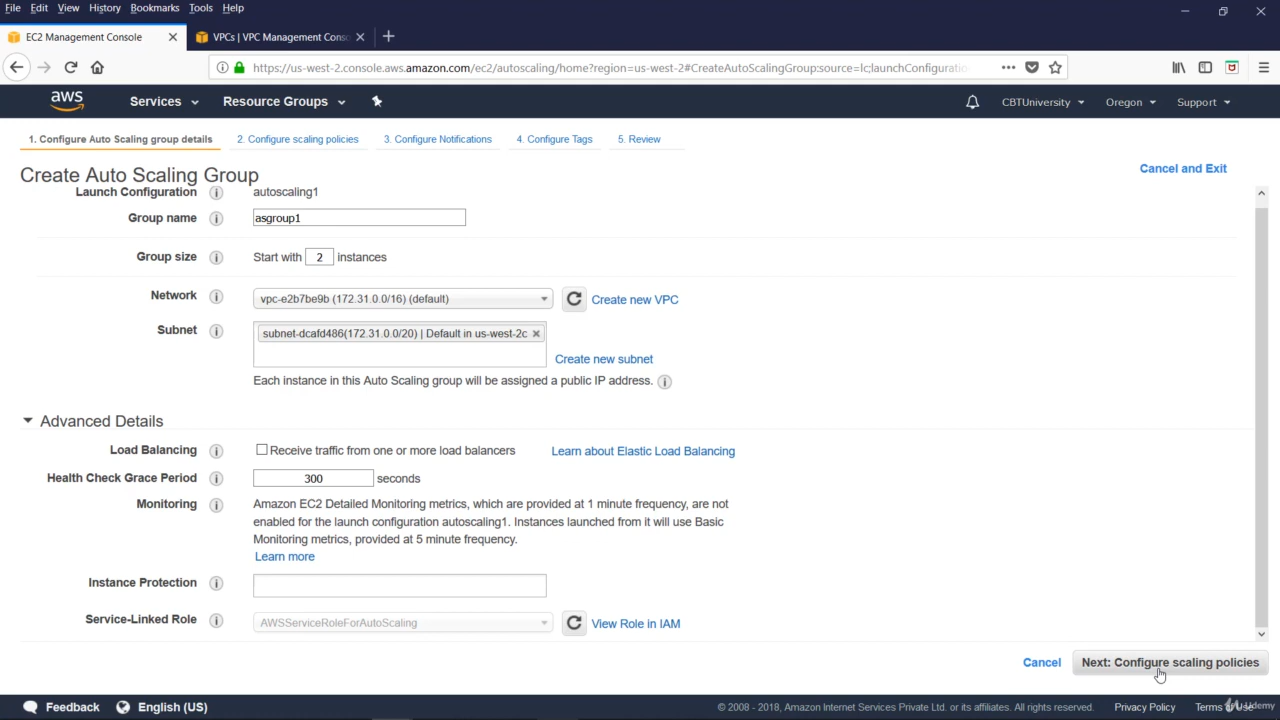 File Edit View History Bookmarks Tools Help
EC2 Management Console
VPCs | VPC Management Conso
https://us-west-2.console.aws.amazon.com/ec2/autoscaling/home?region=us-west-2#CreateAutoScalingGroup:source=lc;launchConfiguratio
aws Services Resource Groups CBTUniversity Oregon Support
1. Configure Auto Scaling group details 2. Configure scaling policies 3. Configure Notifications 4. Configure Tags 5. Review
Create Auto Scaling Group
Cancel and Exit
Launch Configuration autoscaling1
Group name asgroup1
Group size Start with 2 instances
Network vpc-e2b7be9b (172.31.0.0/16) (default) Create new VPC
Subnet subnet-dcafd486(172.31.0.0/20) | Default in us-west-2c
Create new subnet
Each instance in this Auto Scaling group will be assigned a public IP address.
Advanced Details
Load Balancing Receive traffic from one or more load balancers Learn about Elastic Load Balancing
Health Check Grace Period 300 seconds
Monitoring Amazon EC2 Detailed Monitoring metrics, which are provided at 1 minute frequency, are not
enabled for the launch configuration autoscaling1. Instances launched from it will use Basic
Monitoring metrics, provided at 5 minute frequency.
Learn more
Instance Protection
Service-Linked Role AWSServiceRoleForAutoScaling View Role in IAM
Cancel Next: Configure scaling policies
Feedback English (US) © 2008 - 2018, Amazon Internet Services Private Ltd. or its affiliates. All rights reserved. Privacy Policy Terms Udemy